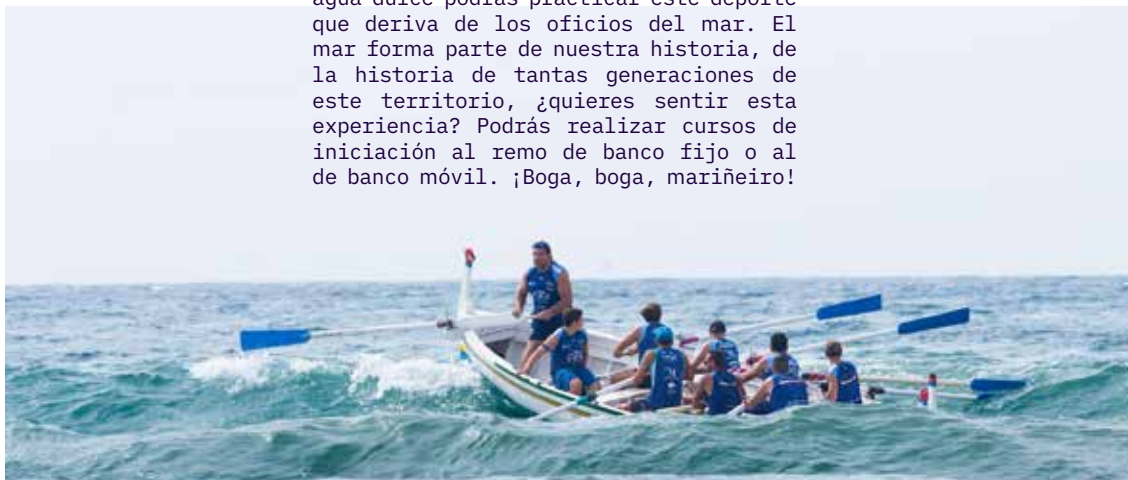 agua dulce podrás practicar este deporte
que deriva de los oficios del mar. El
mar forma parte de nuestra historia, de
la historia de tantas generaciones de
este territorio, ¿quieres sentir esta
experiencia? Podrás realizar cursos de
iniciación al remo de banco fijo o al
de banco móvil. ¡Boga, boga, mariñeiro!